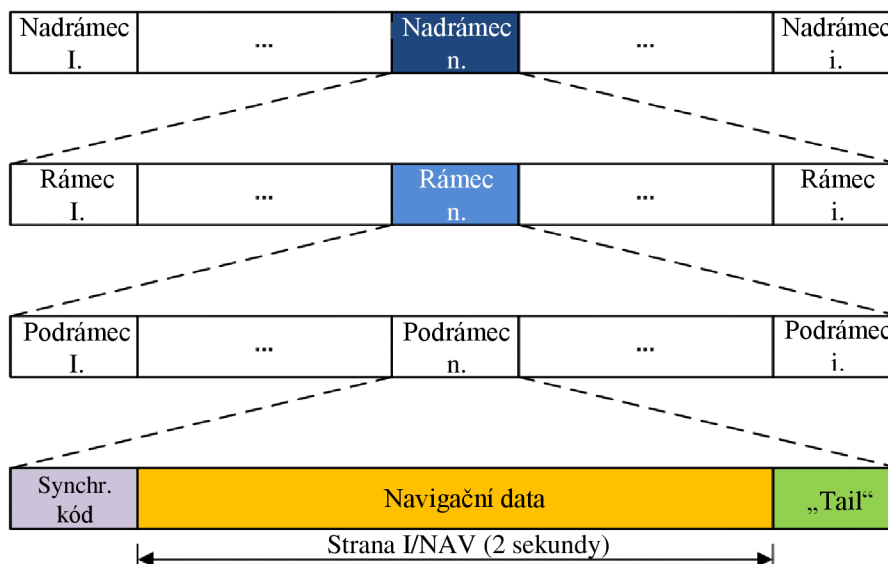 Nadrámec ... Nadrámec ... Nadrámec
I. n. i.
Rámec ... Rámec ... Rámec
I. n. i.
Podrámec ... Podrámec ... Podrámec
I. n. i.
Synchr.
kód
Navigační data
„Tail“
Strana I/NAV (2 sekundy)